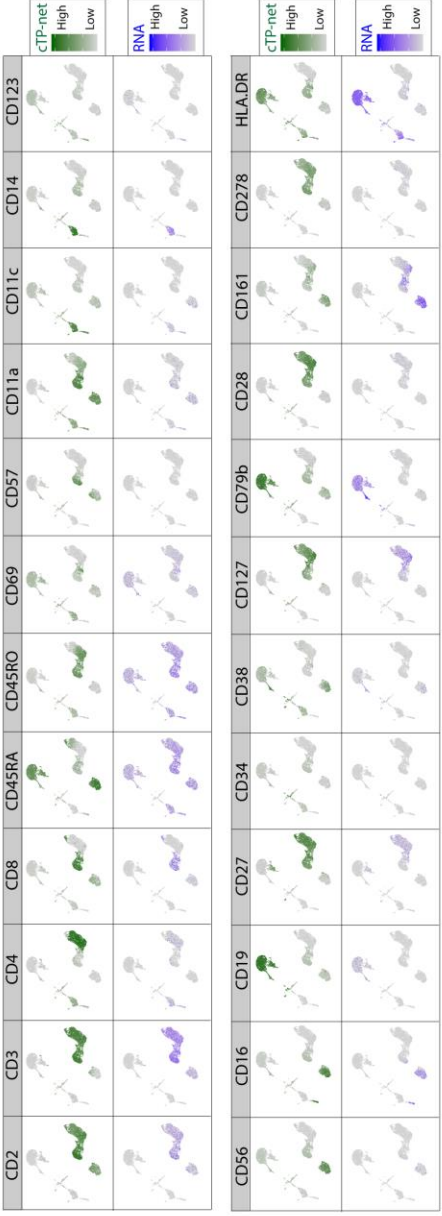 CD2 CD3 CD4 CD8 CD45RA CD45RO CD69 CD57 CD11a CD11c CD14 CD123
cTP-net
High
Low
RNA
High
Low
CD56 CD16 CD19 CD27 CD34 CD38 CD127 CD79b CD28 CD161 CD278 HLA.DR
cTP-net
High
Low
RNA
High
Low